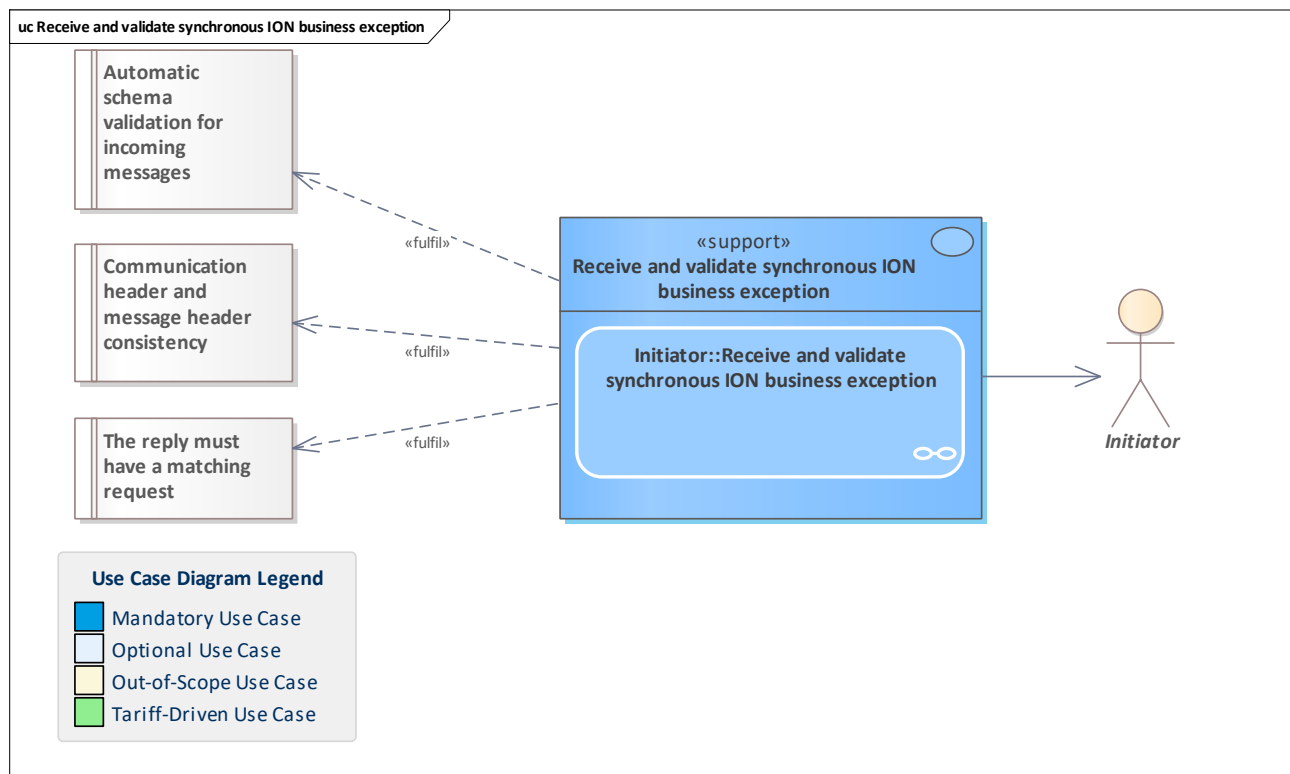 uc Receive and validate synchronous ION business exception
Automatic
schema
validation for
incoming
messages
«fulfil»
Communication
header and
message header
consistency
«fulfil»
The reply must
have a matching
request
«fulfil»
«support»
Receive and validate synchronous ION
business exception
Initiator::Receive and validate
synchronous ION business exception
Initiator
Use Case Diagram Legend
Mandatory Use Case
Optional Use Case
Out-of-Scope Use Case
Tariff-Driven Use Case